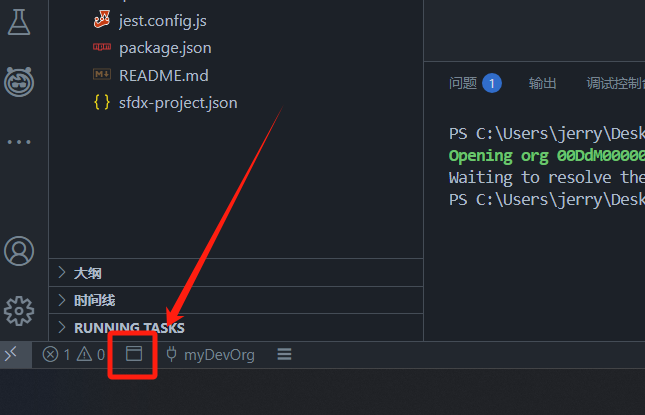 jest.config.js
package.json
README.md
sfdx-project.json
大纲
时间线
RUNNING TASKS
问题 1 输出 调试控制台
PS C:\Users\jerry\Desk
Opening org 00DdM00000
Waiting to resolve the
PS C:\Users\jerry\Desk
1 0 myDevOrg